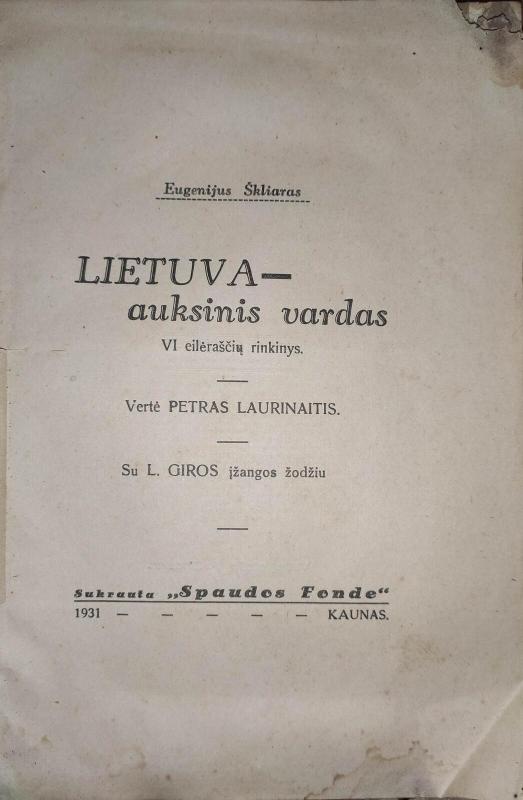 Eugenijus Škliaras
LIETUVA—
auksinis vardas
VI eilėraščių rinkinys.
Vertė PETRAS LAURINAITIS.
Su L. GIROS įžangos žodžiu
Sukrauta „Spaudos Fonde“
1931 — — — — — KAUNAS.